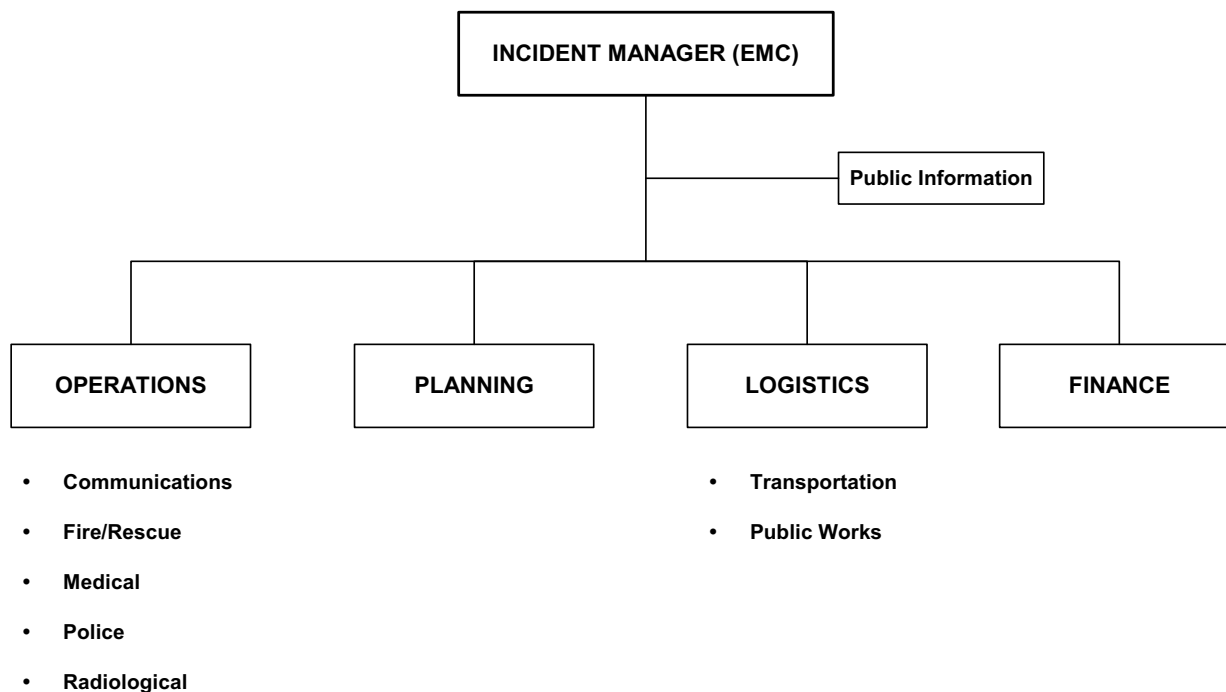 INCIDENT MANAGER (EMC)
Public Information
OPERATIONS
PLANNING
LOGISTICS
FINANCE
• Communications
• Fire/Rescue
• Medical
• Police
• Radiological
• Transportation
• Public Works